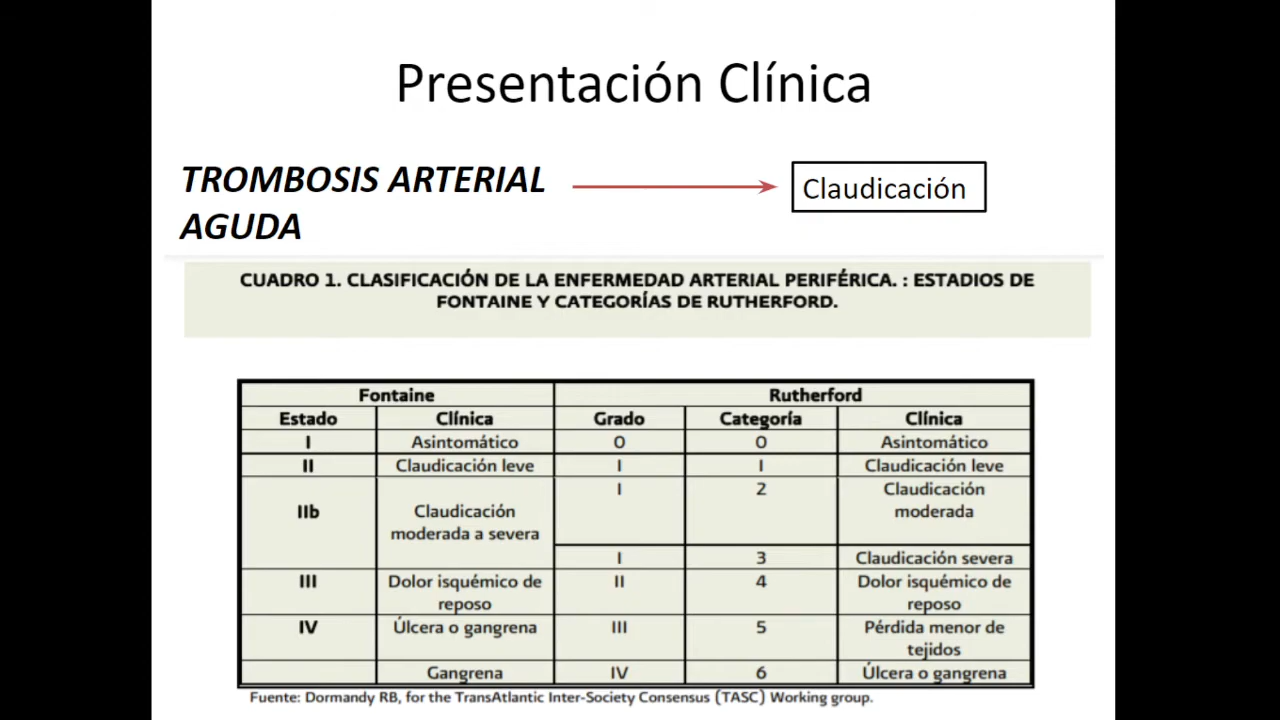 Presentación Clínica
TROMBOSIS ARTERIAL
AGUDA
Claudicación
CUADRO 1. CLASIFICACIÓN DE LA ENFERMEDAD ARTERIAL PERIFÉRICA. : ESTADIOS DE
FONTAINE Y CATEGORÍAS DE RUTHERFORD.
Fontaine Rutherford
Estado Clínica Grado Categoría Clínica
I Asintomático 0 0 Asintomático
II Claudicación leve I I Claudicación leve
IIb Claudicación moderada a severa I 2 Claudicación moderada
I 3 Claudicación severa
III Dolor isquémico de reposo II 4 Dolor isquémico de reposo
IV Úlcera o gangrena III 5 Pérdida menor de tejidos
Gangrena IV 6 Úlcera o gangrena
Fuente: Dormandy RB, for the TransAtlantic Inter-Society Consensus (TASC) Working group.